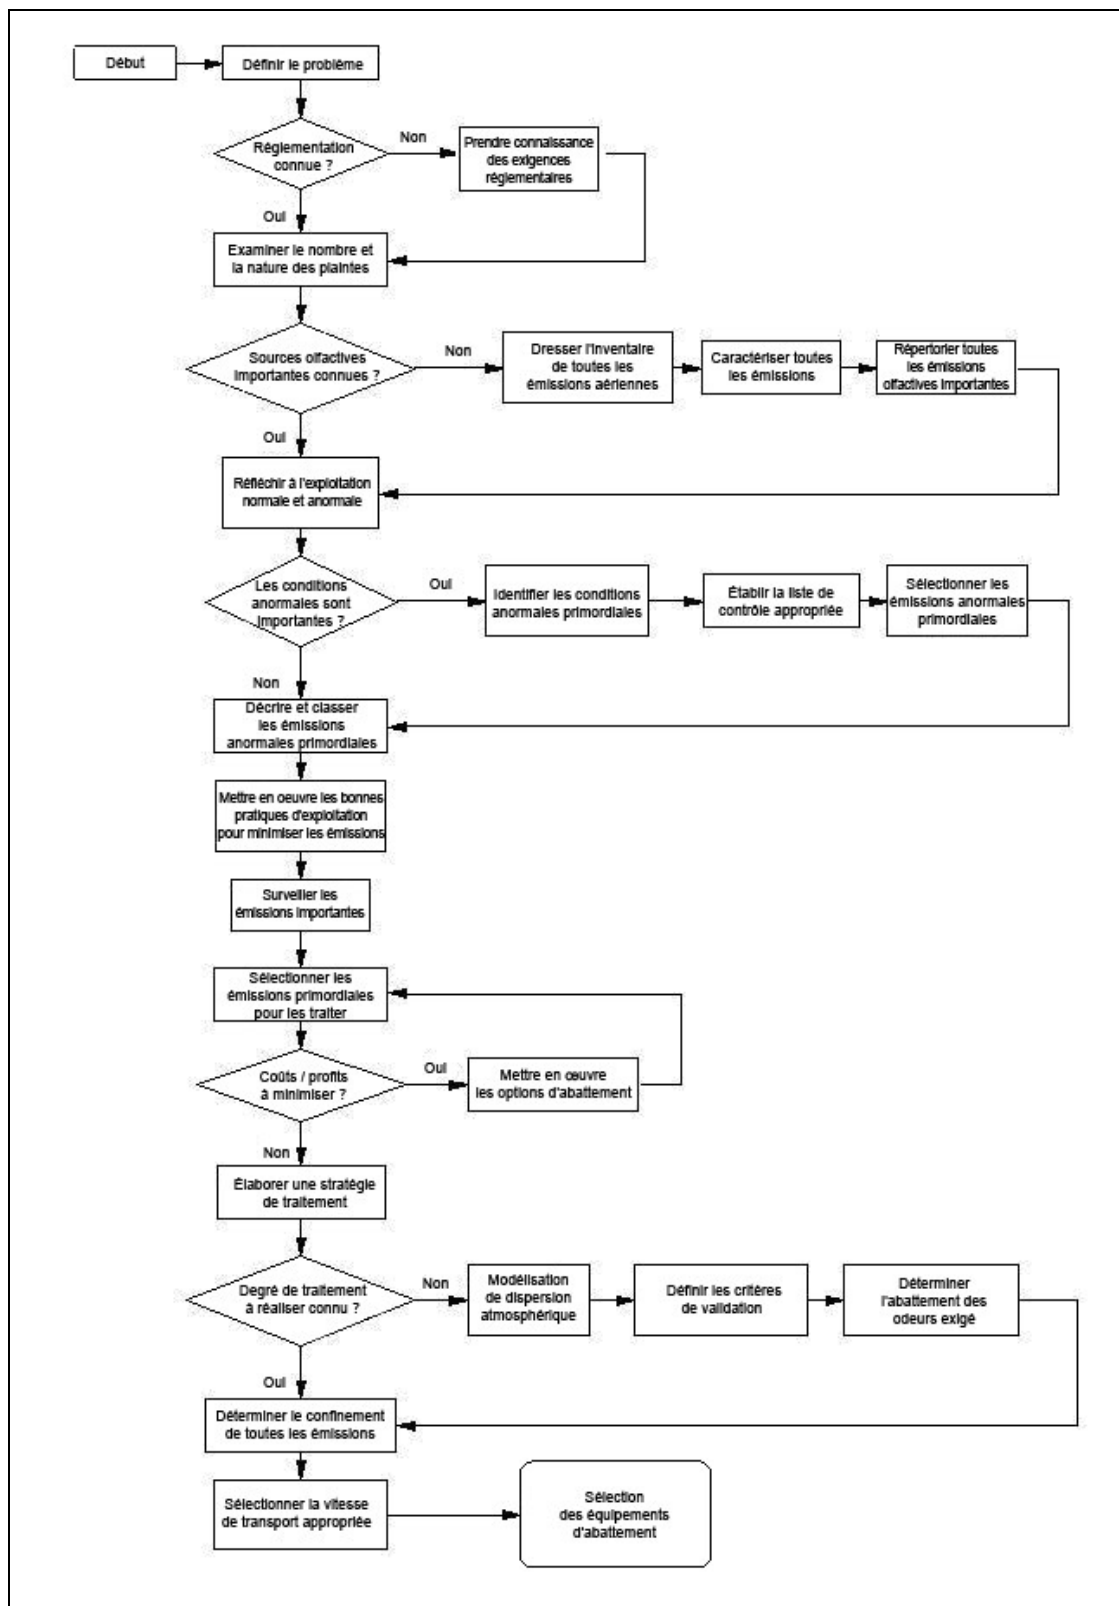 Début
Définir le problème
Réglementation
connue ?
Non
Prendre connaissance
des exigences
réglementaires
Oui
Examiner le nombre et
la nature des plaintes
Sources olfactives
importantes connues ?
Non
Dresser l'inventaire
de toutes les
émissions aériennes
Caractériser toutes
les émissions
Répertorier toutes
les émissions
olfactives importantes
Oui
Réfléchir à l'exploitation
normale et anormale
Les conditions
anormales sont
importantes ?
Oui
Identifier les conditions
anormales primordiales
Établir la liste de
contrôle appropriée
Sélectionner les
émissions anormales
primordiales
Non
Décrire et classer
les émissions
anormales primordiales
Mettre en oeuvre les bonnes
pratiques d'exploitation
pour minimiser les émissions
Surveiller les
émissions importantes
Sélectionner les
émissions primordiales
pour les traiter
Coûts / profits
à minimiser ?
Oui
Mettre en œuvre
les options d'abattement
Non
Élaborer une stratégie
de traitement
Degré de traitement
à réaliser connu ?
Non
Modélisation
de dispersion
atmosphérique
Définir les critères
de validation
Déterminer
l'abattement des
odeurs exigé
Oui
Déterminer le confinement
de toutes les émissions
Sélectionner la vitesse
de transport appropriée
Sélection
des équipements
d'abattement